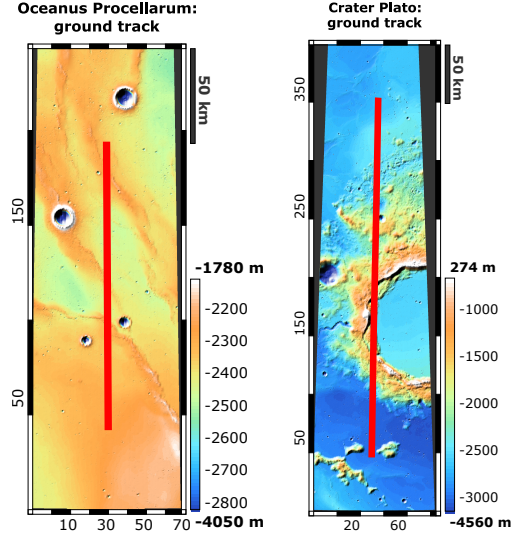 Oceanus Procellarum:
ground track
50 km
150
50
10 30 50 70
-1780 m
-2200
-2300
-2400
-2500
-2600
-2700
-2800
-4050 m
Crater Plato:
ground track
50 km
350
250
150
50
20 60
274 m
-1000
-1500
-2000
-2500
-3000
-4560 m